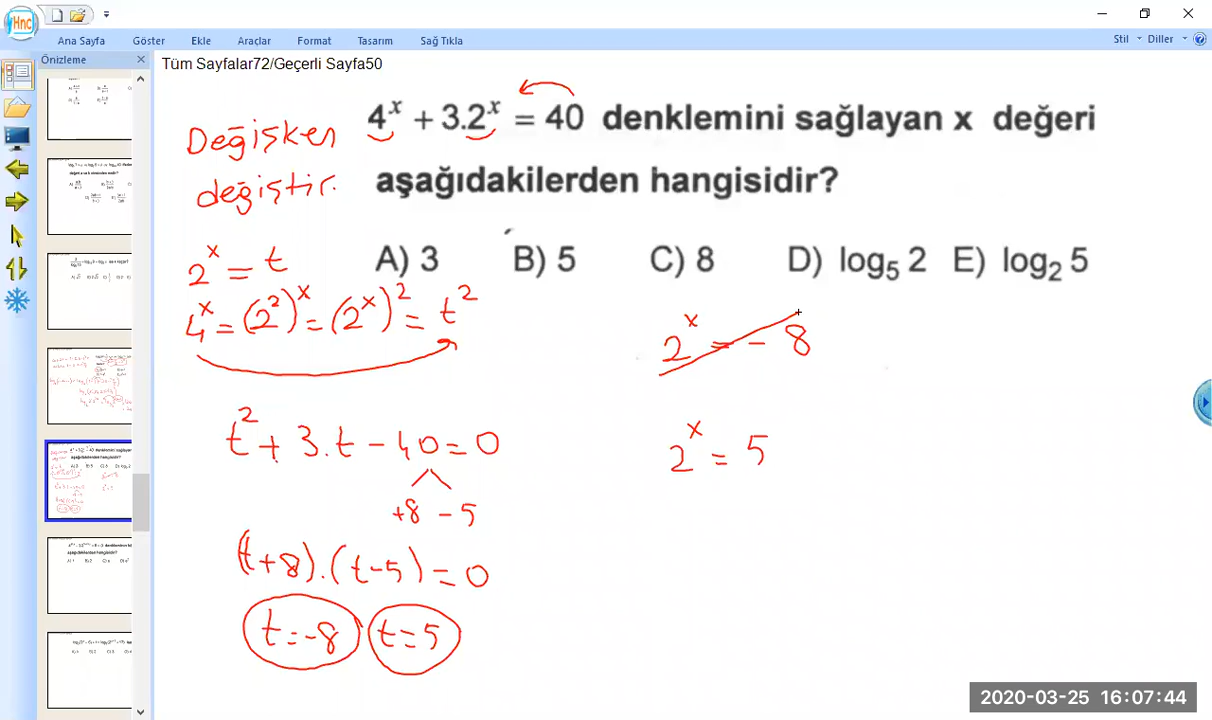 Hnc
Ana Sayfa Göster Ekle Araçlar Format Tasarım Sağ Tıkla Stil Diller
Önizleme
Tüm Sayfalar72/Geçerli Sayfa50
4^x + 3.2^x = 40 denklemini sağlayan x değeri
aşağıdakilerden hangisidir?
A) 3 B) 5 C) 8 D) log₅ 2 E) log₂ 5
Değişken
değiştir.
2^x = t
4^x = (2^2)^x = (2^x)^2 = t^2
t^2 + 3.t - 40 = 0
+8 -5
(t+8).(t-5) = 0
t=-8 t=5
2^x = - 8
2^x = 5
2020-03-25 16:07:44